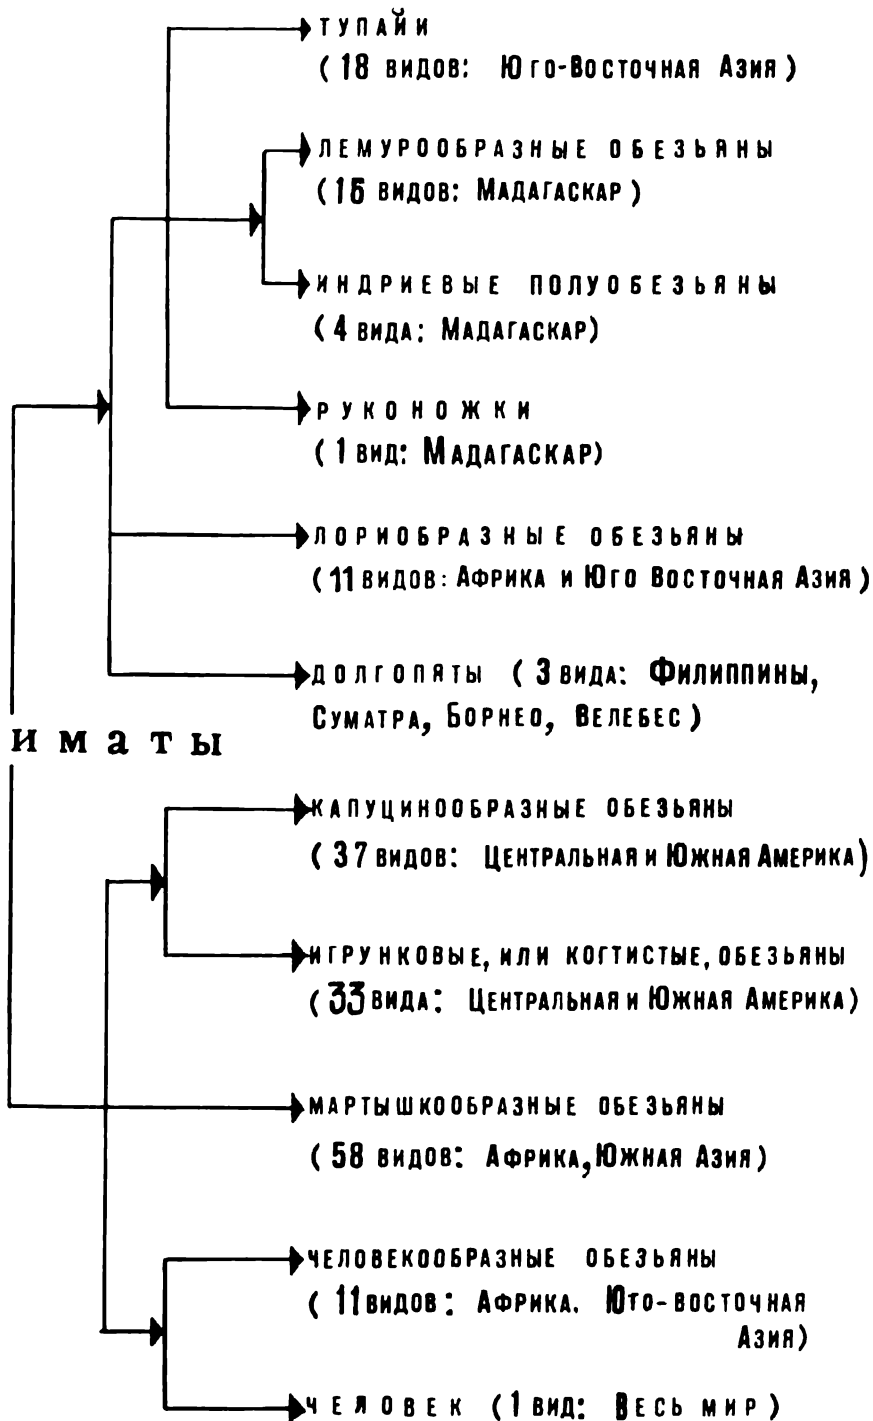 ТУПАЙИ
(18 ВИДОВ: ЮГО-ВОСТОЧНАЯ АЗИЯ)
ЛЕМУРООБРАЗНЫЕ ОБЕЗЬЯНЫ
(16 ВИДОВ: МАДАГАСКАР)
ИНДРИЕВЫЕ ПОЛУОБЕЗЬЯНЫ
(4 ВИДА: МАДАГАСКАР)
РУКОНОЖКИ
(1 ВИД: МАДАГАСКАР)
ЛОРИОБРАЗНЫЕ ОБЕЗЬЯНЫ
(11 ВИДОВ: АФРИКА И ЮГО ВОСТОЧНАЯ АЗИЯ)
ДОЛГОПЯТЫ (3 ВИДА: ФИЛИППИНЫ,
СУМАТРА, БОРНЕО, ВЕЛЕБЕС)
иматы
КАПУЦИНООБРАЗНЫЕ ОБЕЗЬЯНЫ
(37 ВИДОВ: ЦЕНТРАЛЬНАЯ И ЮЖНАЯ АМЕРИКА)
ИГРУНКОВЫЕ, ИЛИ КОГТИСТЫЕ, ОБЕЗЬЯНЫ
(33 ВИДА: ЦЕНТРАЛЬНАЯ И ЮЖНАЯ АМЕРИКА)
МАРТЫШКООБРАЗНЫЕ ОБЕЗЬЯНЫ
(58 ВИДОВ: АФРИКА, ЮЖНАЯ АЗИЯ)
ЧЕЛОВЕКООБРАЗНЫЕ ОБЕЗЬЯНЫ
(11 ВИДОВ: АФРИКА. ЮТО-ВОСТОЧНАЯ
АЗИЯ)
ЧЕЛОВЕК (1 ВИД: ВЕСЬ МИР)